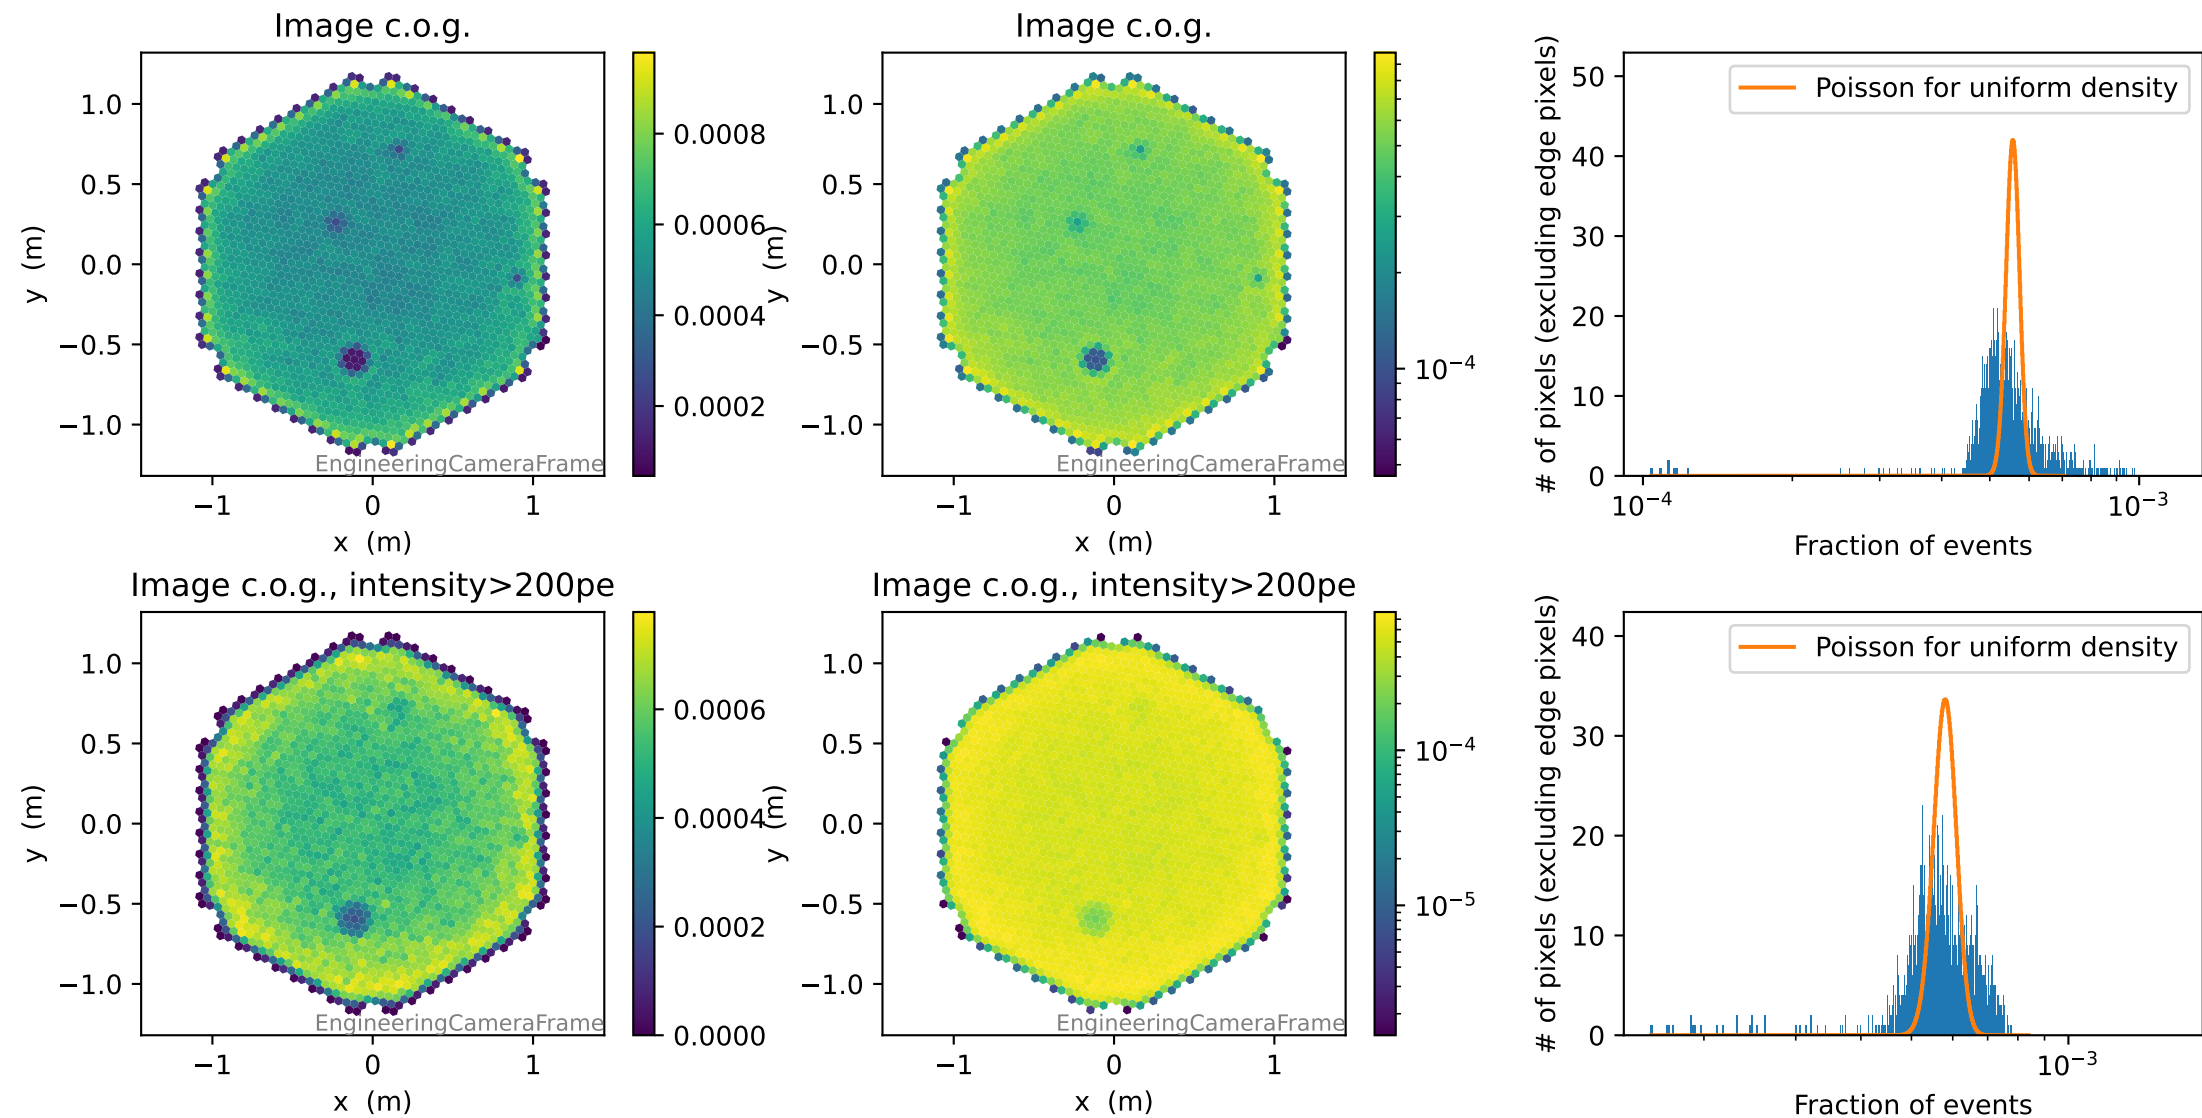 Image c.o.g.
1.0
0.5
0.0
−0.5
−1.0
y (m)
−1
0
1
x (m)
EngineeringCameraFrame
0.0008
0.0006
0.0004
0.0002
Image c.o.g.
1.0
0.5
0.0
−0.5
−1.0
y (m)
−1
0
1
x (m)
EngineeringCameraFrame
10⁻⁴
Poisson for uniform density
50
40
30
20
10
0
# of pixels (excluding edge pixels)
10⁻⁴
10⁻³
Fraction of events
Image c.o.g., intensity>200pe
1.0
0.5
0.0
−0.5
−1.0
y (m)
−1
0
1
x (m)
EngineeringCameraFrame
0.0006
0.0004
0.0002
0.0000
Image c.o.g., intensity>200pe
1.0
0.5
0.0
−0.5
−1.0
y (m)
−1
0
1
x (m)
EngineeringCameraFrame
10⁻⁴
10⁻⁵
Poisson for uniform density
40
30
20
10
0
# of pixels (excluding edge pixels)
10⁻³
Fraction of events